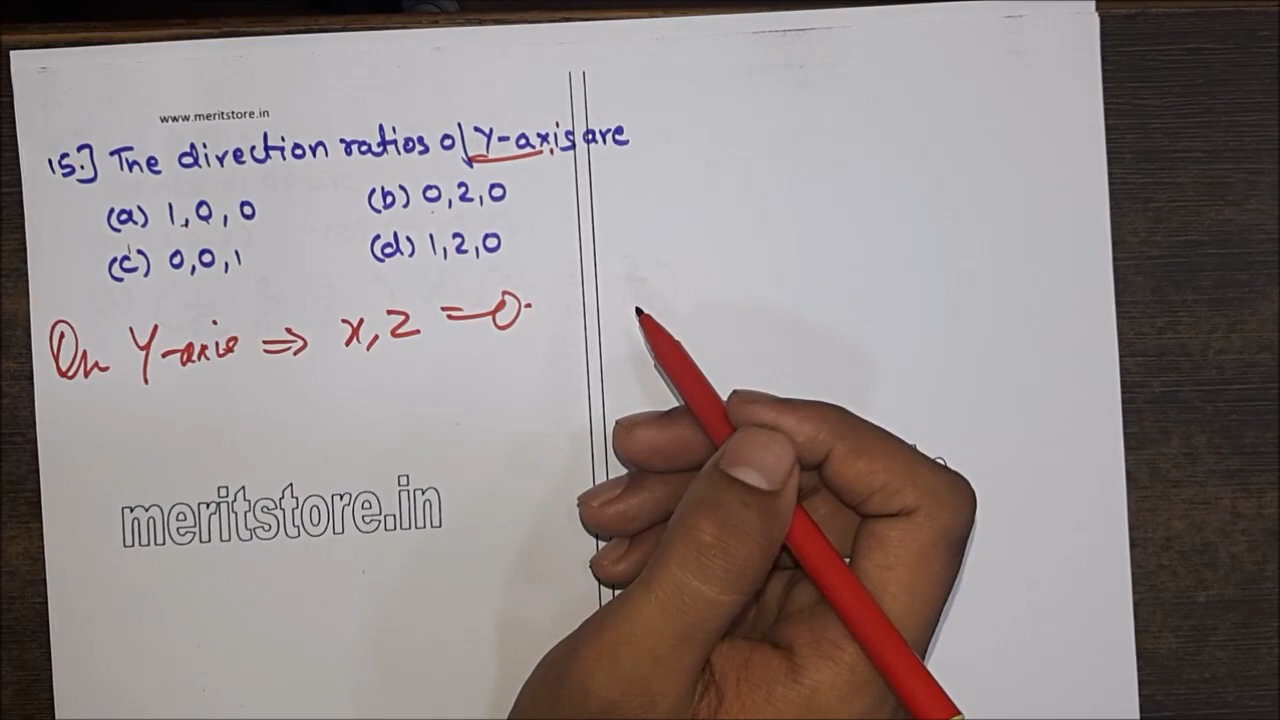 www.meritstore.in
15.] The direction ratios of Y-axis are
(a) 1, 0, 0 (b) 0, 2, 0
(c) 0, 0, 1 (d) 1, 2, 0
On Y-axis ⇒ x, z = 0.
meritstore.in